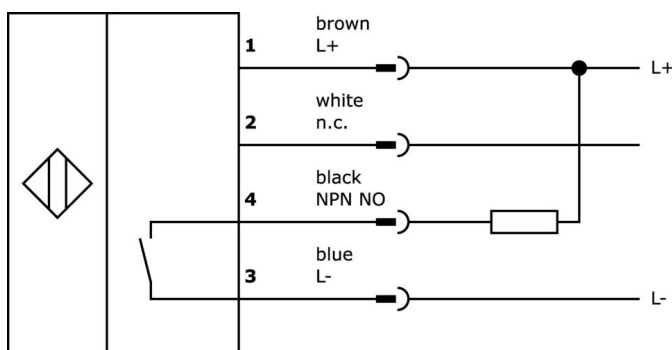 brown
1 L+
L+
white
2 n.c.
black
4 NPN NO
blue
3 L-
L-